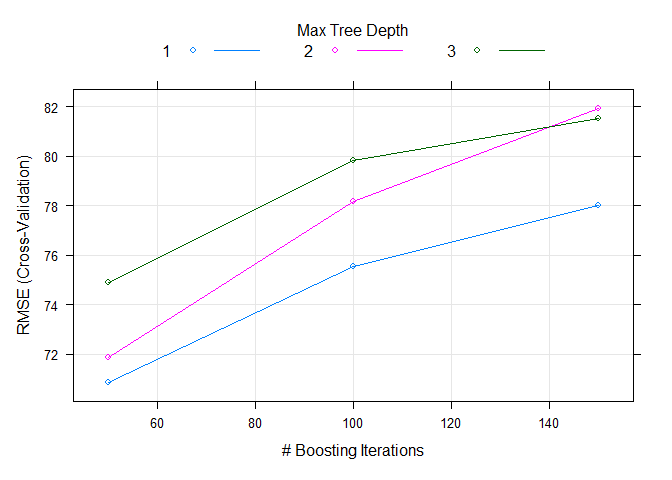 Max Tree Depth
1 2 3
82
80
78
76
74
72
RMSE (Cross-Validation)
60 80 100 120 140
# Boosting Iterations